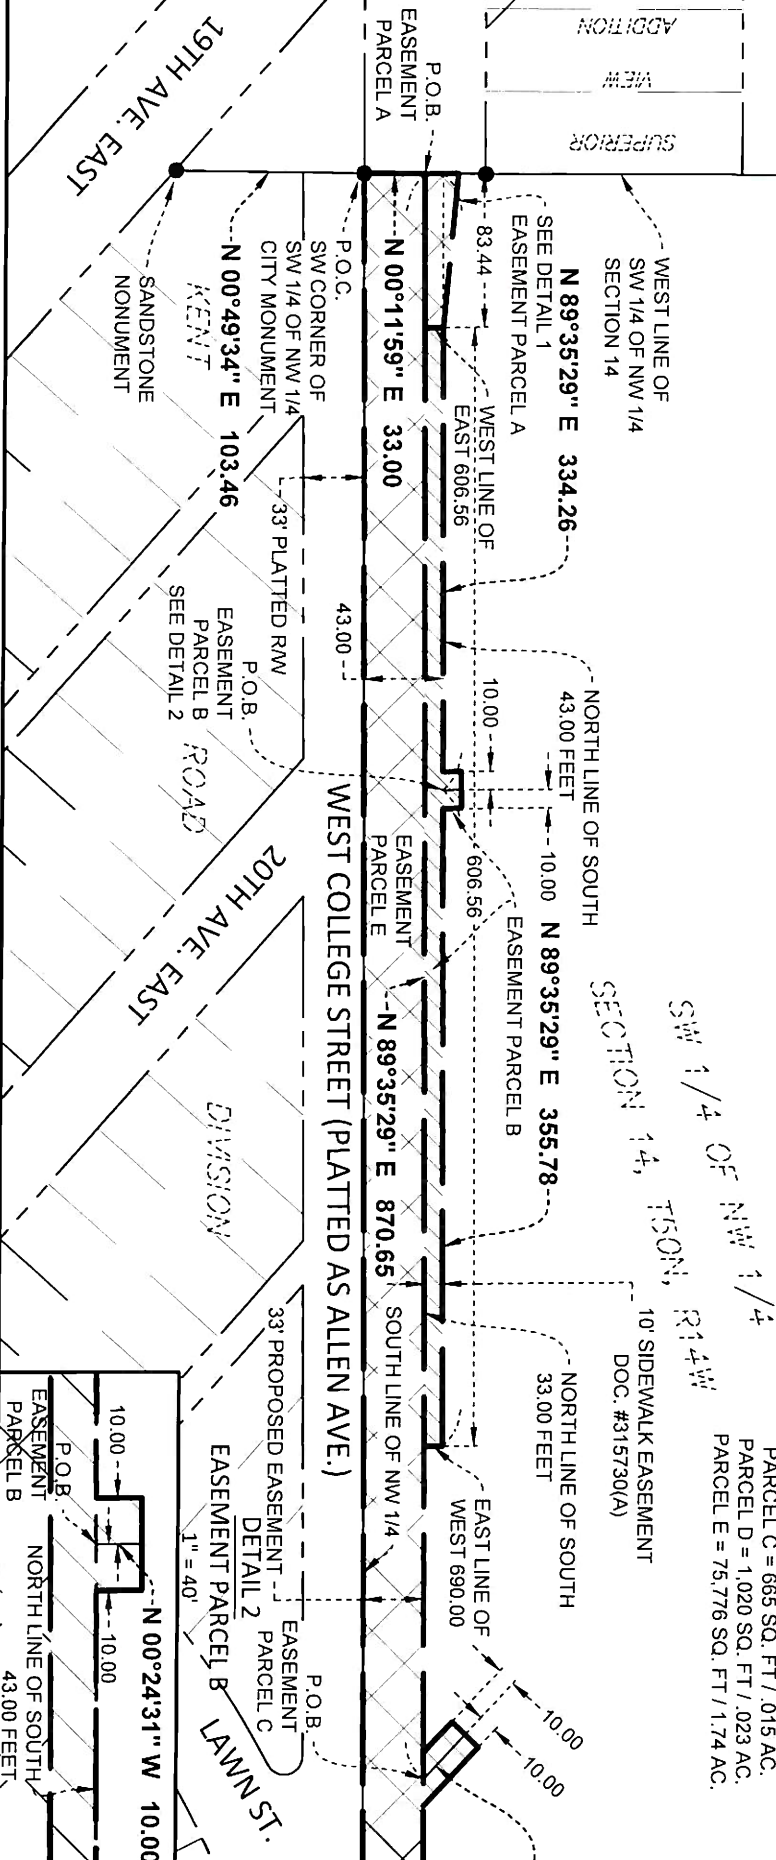 PARCEL C = 665 SQ. FT / .015 AC.
PARCEL D = 1,020 SQ. FT / .023 AC.
PARCEL E = 75,776 SQ. FT / 1.74 AC.
ADDITION
VIEW
SUPERIOR
SW 1/4 OF NW 1/4
SECTION 14, T50N, R14W
WEST LINE OF
SW 1/4 OF NW 1/4
SECTION 14
N 89°35'29" E 334.26
SEE DETAIL 1
EASEMENT PARCEL A
83.44
P.O.B.
EASEMENT
PARCEL A
WEST LINE OF
EAST 606.56
NORTH LINE OF SOUTH
43.00 FEET
10.00
10.00
N 89°35'29" E 355.78
606.56
EASEMENT PARCEL B
10' SIDEWALK EASEMENT
DOC. #315730(A)
NORTH LINE OF SOUTH
33.00 FEET
EAST LINE OF
WEST 690.00
10.00
10.00
N 00°11'59" E 33.00
EASEMENT
PARCEL E
N 89°35'29" E 870.65
SOUTH LINE OF NW 1/4
P.O.C.
SW CORNER OF
SW 1/4 OF NW 1/4
CITY MONUMENT
43.00
WEST COLLEGE STREET (PLATTED AS ALLEN AVE.)
N 00°49'34" E 103.46
33' PLATTED R/W
P.O.B.
EASEMENT
PARCEL B
SEE DETAIL 2
33' PROPOSED EASEMENT
P.O.B.
EASEMENT
PARCEL C
SANDSTONE
NONUMENT
KENT
ROAD
DIVISION
19TH AVE. EAST
20TH AVE. EAST
LAWN ST.
DETAIL 2
EASEMENT PARCEL B
1" = 40'
N 00°24'31" W 10.00
10.00
10.00
P.O.B.
EASEMENT
PARCEL B
NORTH LINE OF SOUTH
43.00 FEET